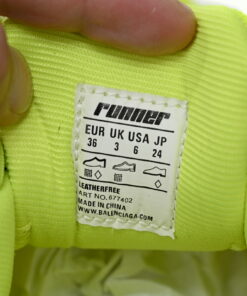 runner
EUR UK USA JP
36 3 6 24
LEATHERFREE
ART NO.677402
MADE IN CHINA
WWW.BALENCIAGA.COM